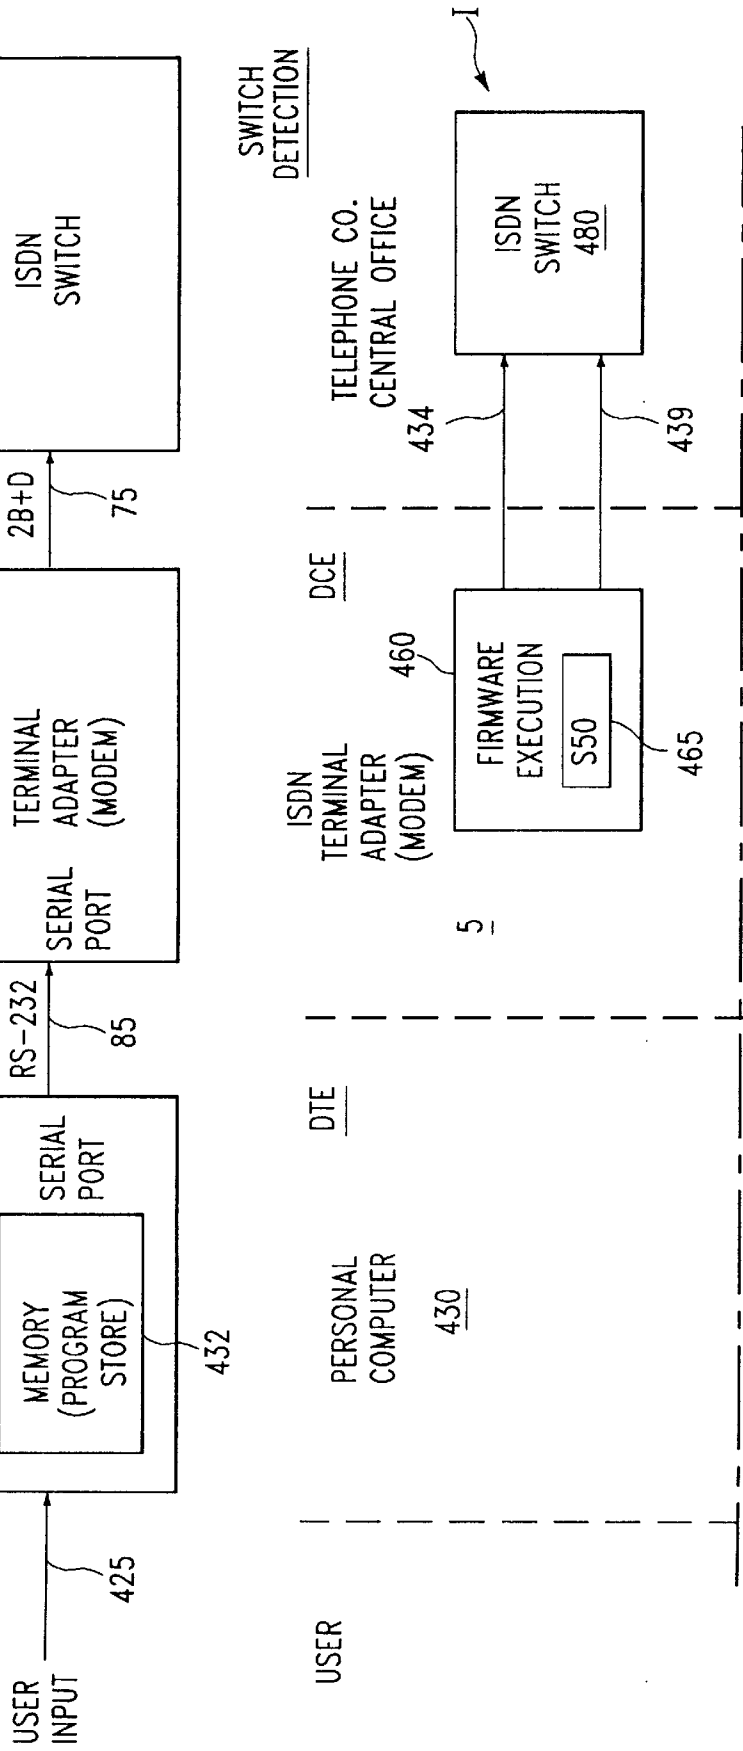 USER
INPUT
425
MEMORY
(PROGRAM
STORE)
432
SERIAL
PORT
RS-232
85
SERIAL
PORT
TERMINAL
ADAPTER
(MODEM)
2B+D
75
ISDN
SWITCH
SWITCH
DETECTION
USER
PERSONAL
COMPUTER
430
DTE
ISDN
TERMINAL
ADAPTER
(MODEM)
5
DCE
TELEPHONE CO.
CENTRAL OFFICE
460
FIRMWARE
EXECUTION
S50
465
434
439
ISDN
SWITCH
480
I